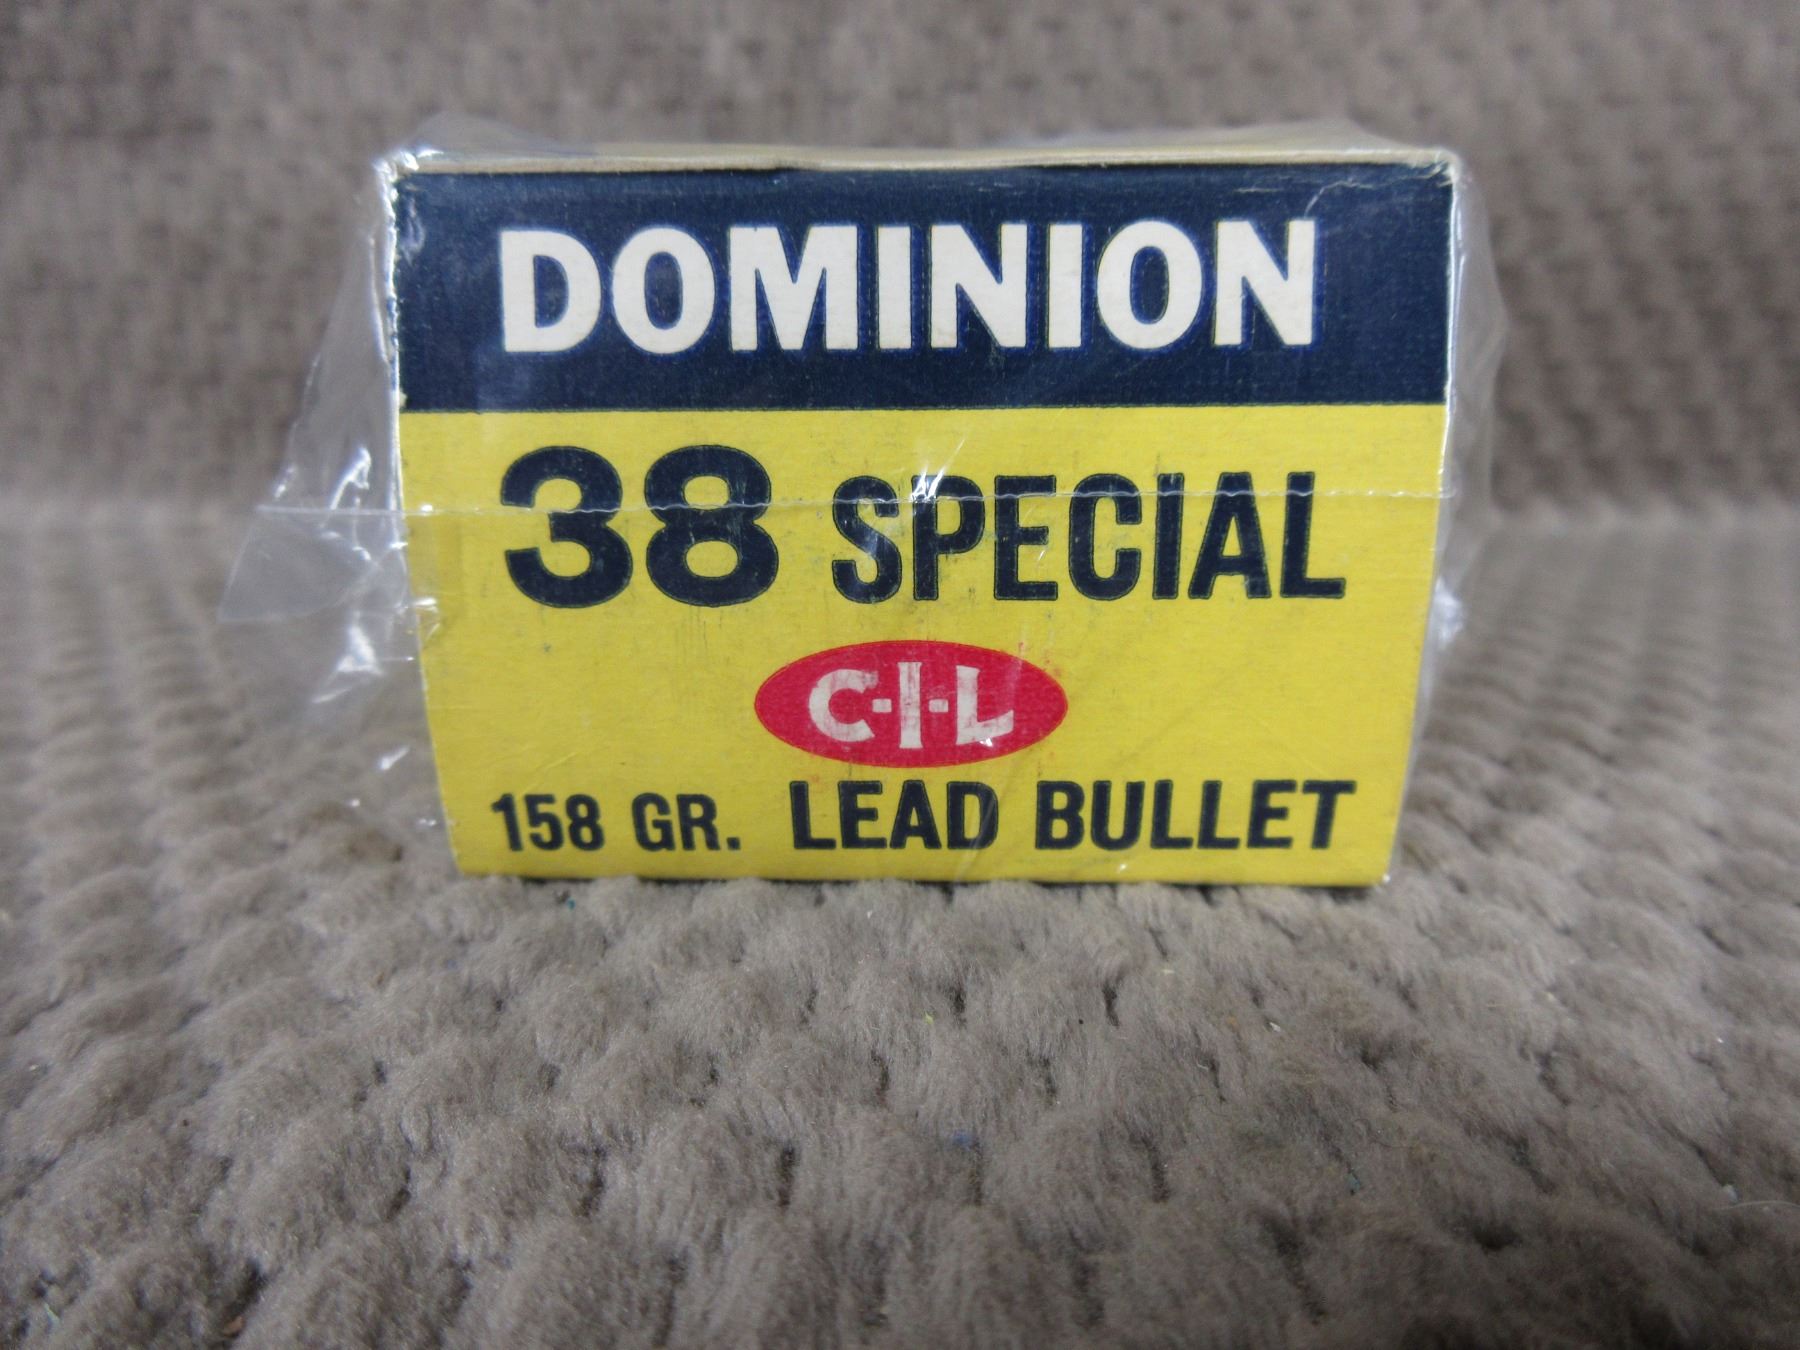 DOMINION
38 SPECIAL
C-I-L
158 GR. LEAD BULLET